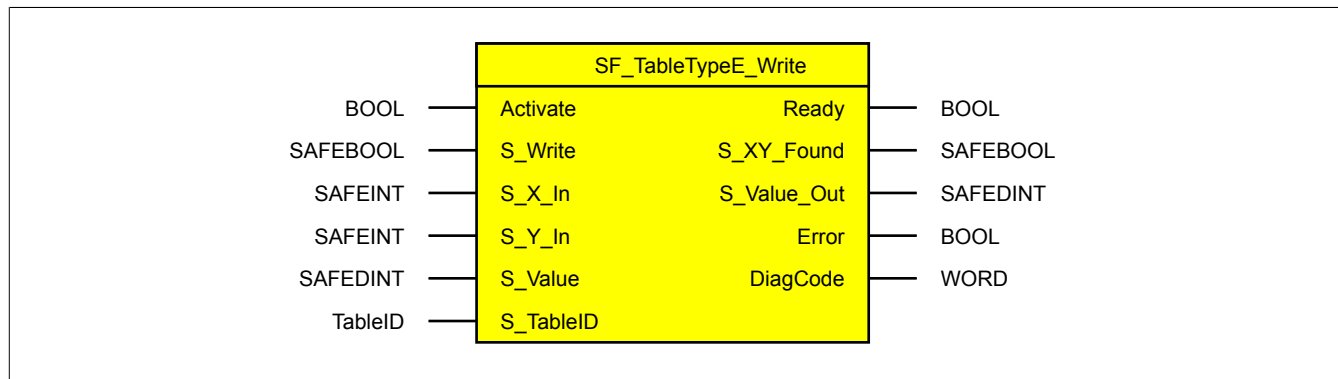 SF_TableTypeE_Write
BOOL Activate Ready BOOL
SAFEBOOL S_Write S_XY_Found SAFEBOOL
SAFEINT S_X_In S_Value_Out SAFEDINT
SAFEINT S_Y_In Error BOOL
SAFEDINT S_Value DiagCode WORD
TableID S_TableID